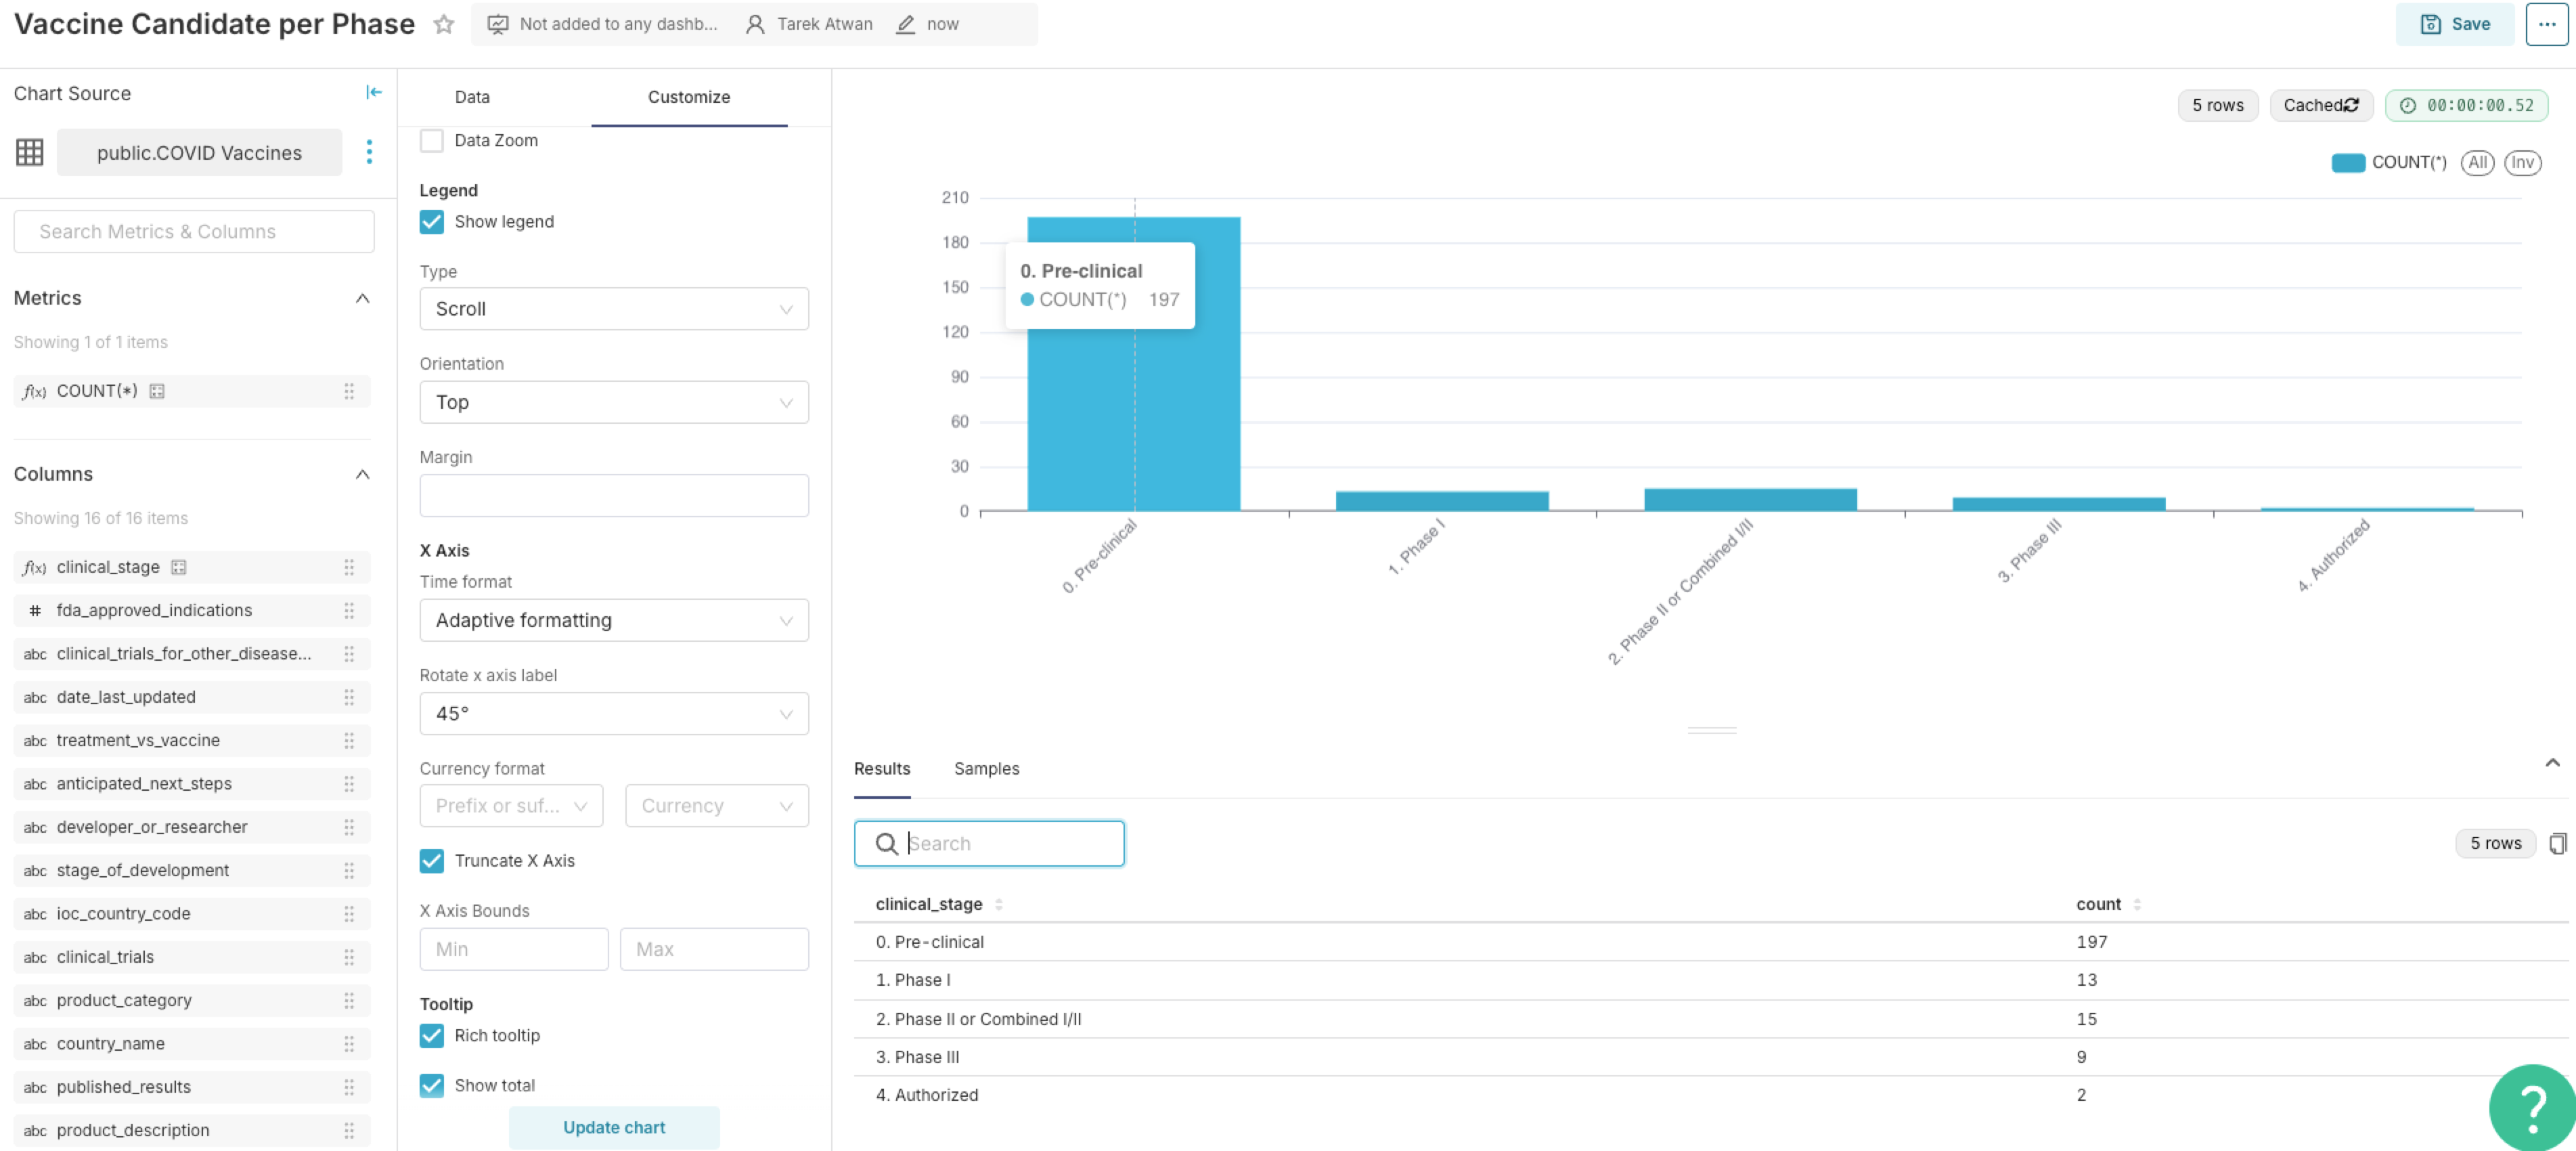 Vaccine Candidate per Phase
Not added to any dashb...
Tarek Atwan
now
Save
...
Chart Source
public.COVID Vaccines
Search Metrics & Columns
Metrics
Showing 1 of 1 items
f(x) COUNT(*)
Columns
Showing 16 of 16 items
f(x) clinical_stage
# fda_approved_indications
abc clinical_trials_for_other_disease...
abc date_last_updated
abc treatment_vs_vaccine
abc anticipated_next_steps
abc developer_or_researcher
abc stage_of_development
abc ioc_country_code
abc clinical_trials
abc product_category
abc country_name
abc published_results
abc product_description
Data
Customize
Data Zoom
Legend
Show legend
Type
Scroll
Orientation
Top
Margin
X Axis
Time format
Adaptive formatting
Rotate x axis label
45°
Currency format
Prefix or suf...
Currency
Truncate X Axis
X Axis Bounds
Min
Max
Tooltip
Rich tooltip
Show total
Update chart
5 rows
Cached
00:00:00.52
COUNT(*)
All
Inv
210
180
150
120
90
60
30
0
0. Pre-clinical
COUNT(*) 197
0. Pre-clinical
1. Phase I
2. Phase II or Combined I/II
3. Phase III
4. Authorized
Results
Samples
Search
5 rows
clinical_stage
count
0. Pre-clinical 197
1. Phase I 13
2. Phase II or Combined I/II 15
3. Phase III 9
4. Authorized 2
?